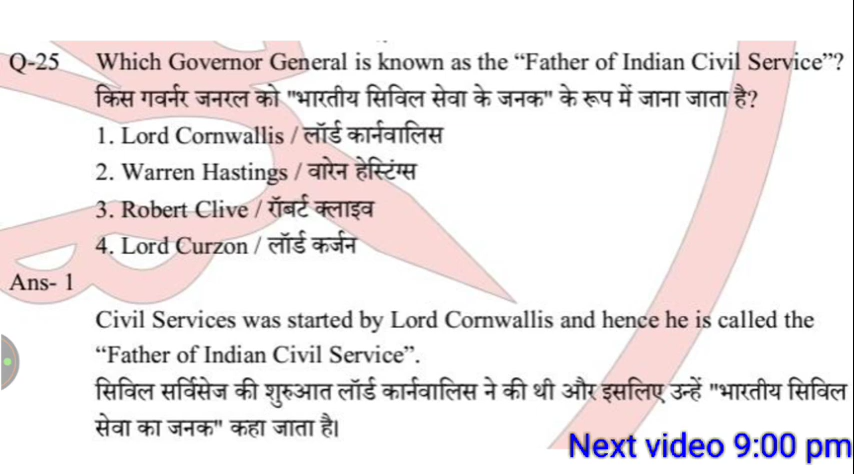 Q-25 Which Governor General is known as the “Father of Indian Civil Service”?
किस गवर्नर जनरल को "भारतीय सिविल सेवा के जनक" के रूप में जाना जाता है?
1. Lord Cornwallis / लॉर्ड कार्नवालिस
2. Warren Hastings / वारेन हेस्टिंग्स
3. Robert Clive / रॉबर्ट क्लाइव
4. Lord Curzon / लॉर्ड कर्जन
Ans- 1
Civil Services was started by Lord Cornwallis and hence he is called the
“Father of Indian Civil Service”.
सिविल सर्विसेज की शुरुआत लॉर्ड कार्नवालिस ने की थी और इसलिए उन्हें "भारतीय सिविल
सेवा का जनक" कहा जाता है।
Next video 9:00 pm